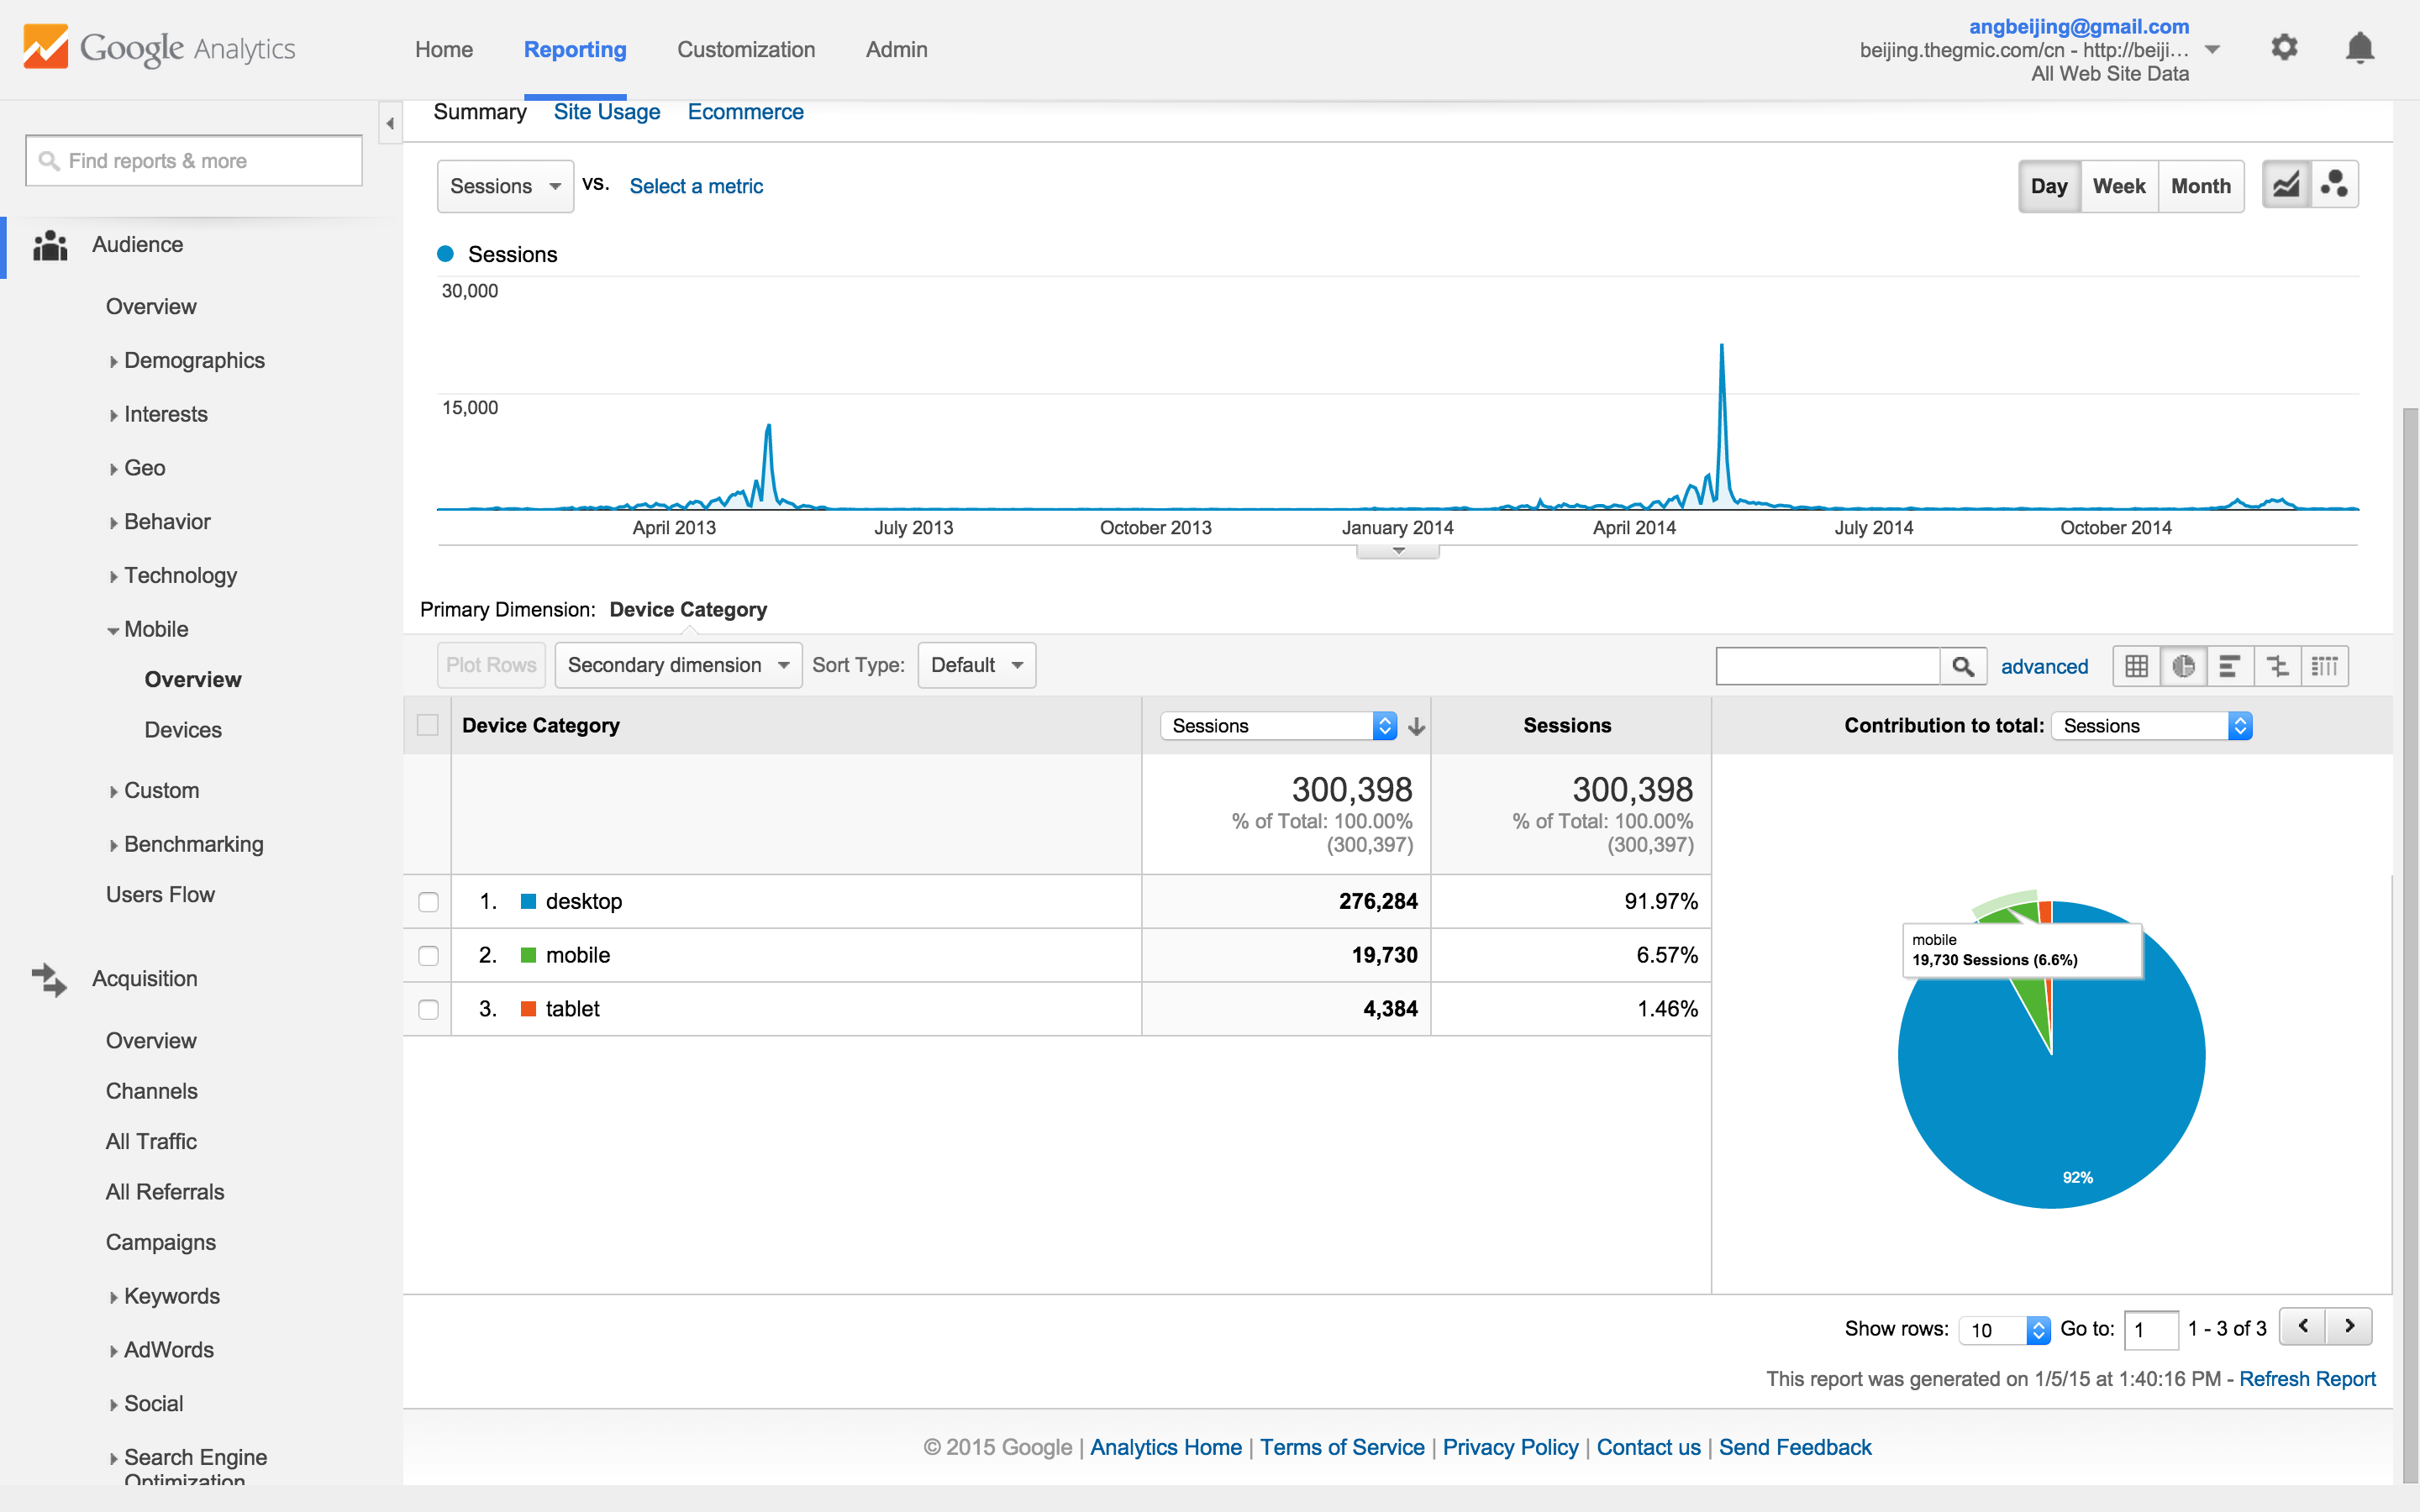 Google Analytics
Home Reporting Customization Admin
angbeijing@gmail.com
beijing.thegmic.com/cn - http://beiji...
All Web Site Data
Find reports & more
Audience
Overview
Demographics
Interests
Geo
Behavior
Technology
Mobile
Overview
Devices
Custom
Benchmarking
Users Flow
Acquisition
Overview
Channels
All Traffic
All Referrals
Campaigns
Keywords
AdWords
Social
Search Engine
Optimization
Summary Site Usage Ecommerce
Sessions vs. Select a metric
Day Week Month
Sessions
30,000
15,000
April 2013 July 2013 October 2013 January 2014 April 2014 July 2014 October 2014
Primary Dimension: Device Category
Plot Rows Secondary dimension Sort Type: Default advanced
Device Category Sessions Sessions Contribution to total: Sessions
300,398 300,398
% of Total: 100.00% % of Total: 100.00%
(300,397) (300,397)
1. desktop 276,284 91.97%
2. mobile 19,730 6.57%
3. tablet 4,384 1.46%
mobile
19,730 Sessions (6.6%)
92%
Show rows: 10 Go to: 1 1 - 3 of 3
This report was generated on 1/5/15 at 1:40:16 PM - Refresh Report
© 2015 Google | Analytics Home | Terms of Service | Privacy Policy | Contact us | Send Feedback